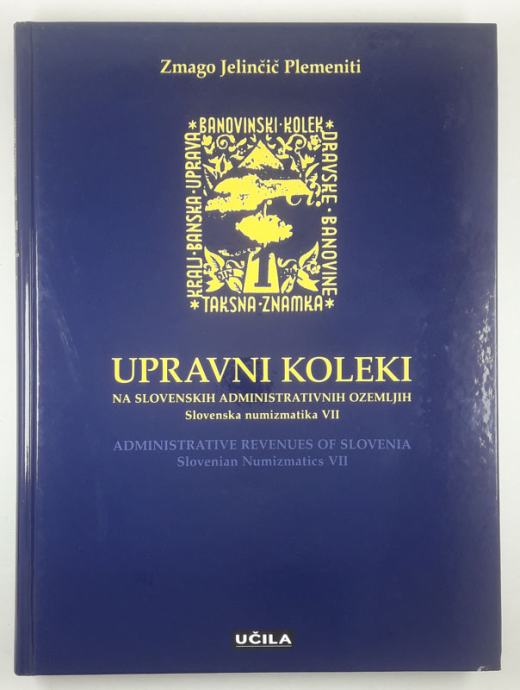 Zmago Jelinčič Plemeniti
*BANOVINSKI·KOLEK*
KRALJ·BANSKA·UPRAVA
DRAVSKE·BANOVINE
*TAKSNA·ZNAMKA*
UPRAVNI KOLEKI
NA SLOVENSKIH ADMINISTRATIVNIH OZEMLJIH
Slovenska numizmatika VII
ADMINISTRATIVE REVENUES OF SLOVENIA
Slovenian Numizmatics VII
UČILA